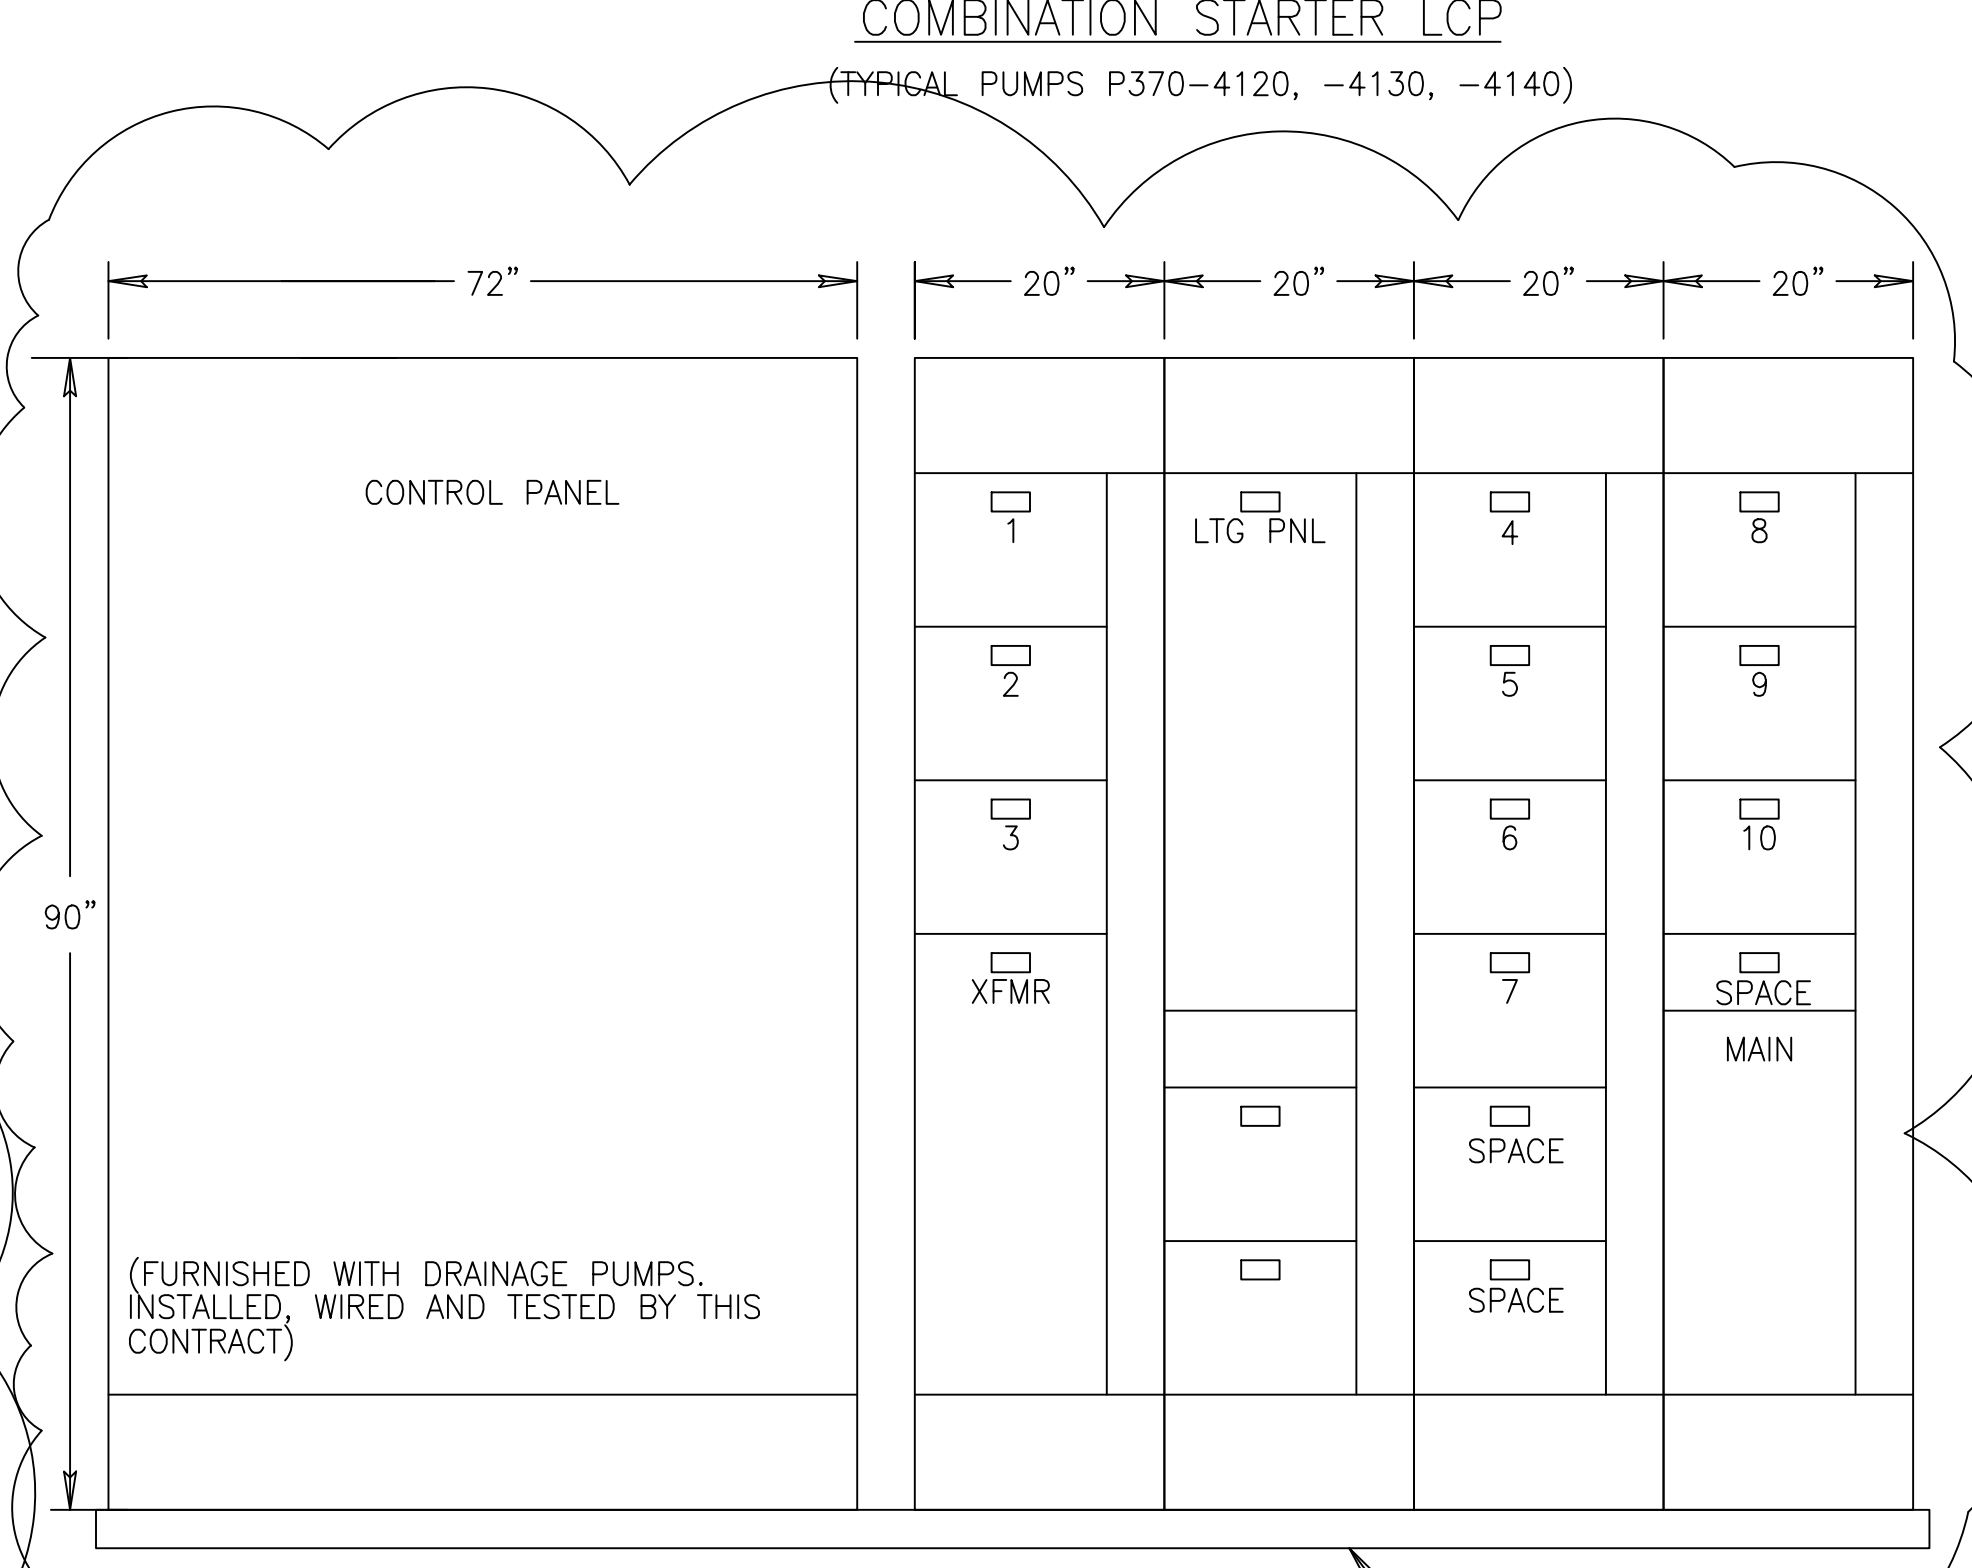 COMBINATION STARTER LCP
(TYPICAL PUMPS P370-4120, -4130, -4140)
72”
20”
20”
20”
20”
90”
CONTROL PANEL
(FURNISHED WITH DRAINAGE PUMPS.
INSTALLED, WIRED AND TESTED BY THIS
CONTRACT)
1
2
3
XFMR
LTG PNL
4
5
6
7
SPACE
SPACE
8
9
10
SPACE
MAIN